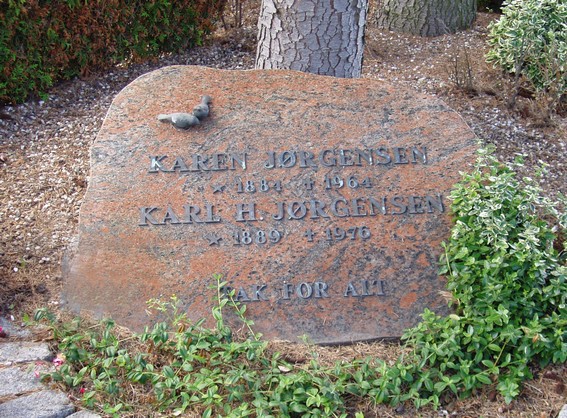 KAREN JØRGENSEN
★ 1884 ✝ 1964
KARL H. JØRGENSEN
★ 1889 ✝ 1976
TAK FOR ALT